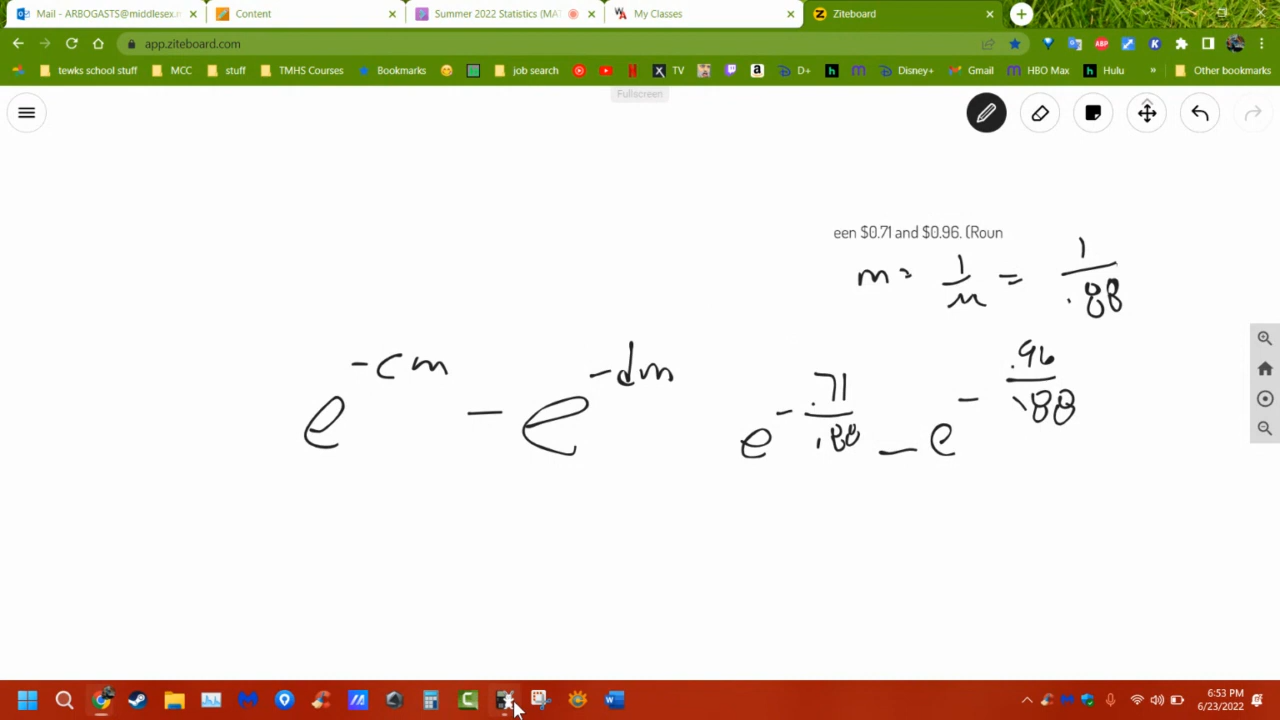 Mail - ARBOGASTS@middlesex.m
Content
Summer 2022 Statistics (MAT
My Classes
Ziteboard
app.ziteboard.com
tewks school stuff
MCC
stuff
TMHS Courses
Bookmarks
job search
TV
D+
Disney+
Gmail
HBO Max
Hulu
»
Other bookmarks
Fullscreen
een $0.71 and $0.96. (Roun
m = 1/μ = 1/.88
e^-cm - e^-dm e^-.71/.88 - e^-.96/.88
6:53 PM
6/23/2022